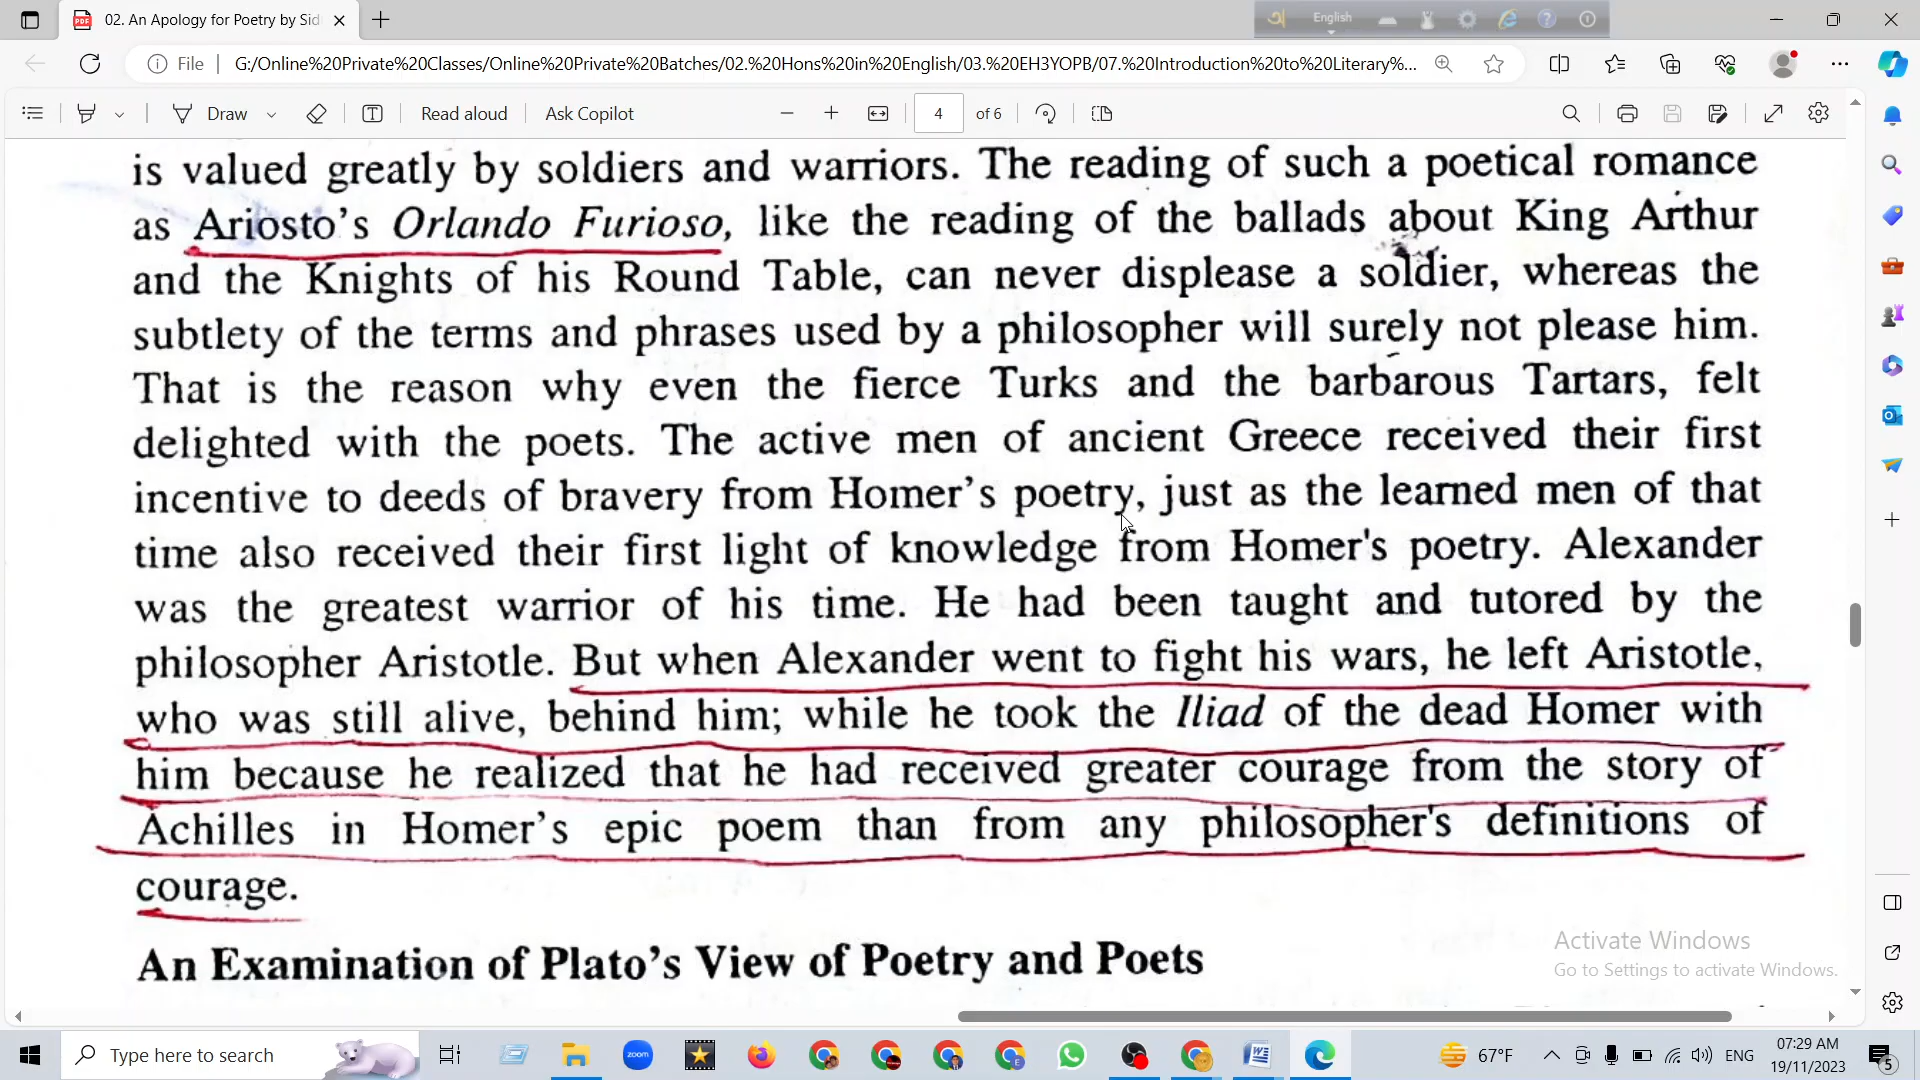 02. An Apology for Poetry by Sid
English
File
G:/Online%20Private%20Classes/Online%20Private%20Batches/02.%20Hons%20in%20English/03.%20EH3YOPB/07.%20Introduction%20to%20Literary%...
Draw
Read aloud
Ask Copilot
4
of 6
is valued greatly by soldiers and warriors. The reading of such a poetical romance
as Ariosto's Orlando Furioso, like the reading of the ballads about King Arthur
and the Knights of his Round Table, can never displease a soldier, whereas the
subtlety of the terms and phrases used by a philosopher will surely not please him.
That is the reason why even the fierce Turks and the barbarous Tartars, felt
delighted with the poets. The active men of ancient Greece received their first
incentive to deeds of bravery from Homer's poetry, just as the learned men of that
time also received their first light of knowledge from Homer's poetry. Alexander
was the greatest warrior of his time. He had been taught and tutored by the
philosopher Aristotle. But when Alexander went to fight his wars, he left Aristotle,
who was still alive, behind him; while he took the Iliad of the dead Homer with
him because he realized that he had received greater courage from the story of
Achilles in Homer's epic poem than from any philosopher's definitions of
courage.
An Examination of Plato's View of Poetry and Poets
Activate Windows
Go to Settings to activate Windows.
Type here to search
zoom
67°F
ENG
07:29 AM
19/11/2023
5